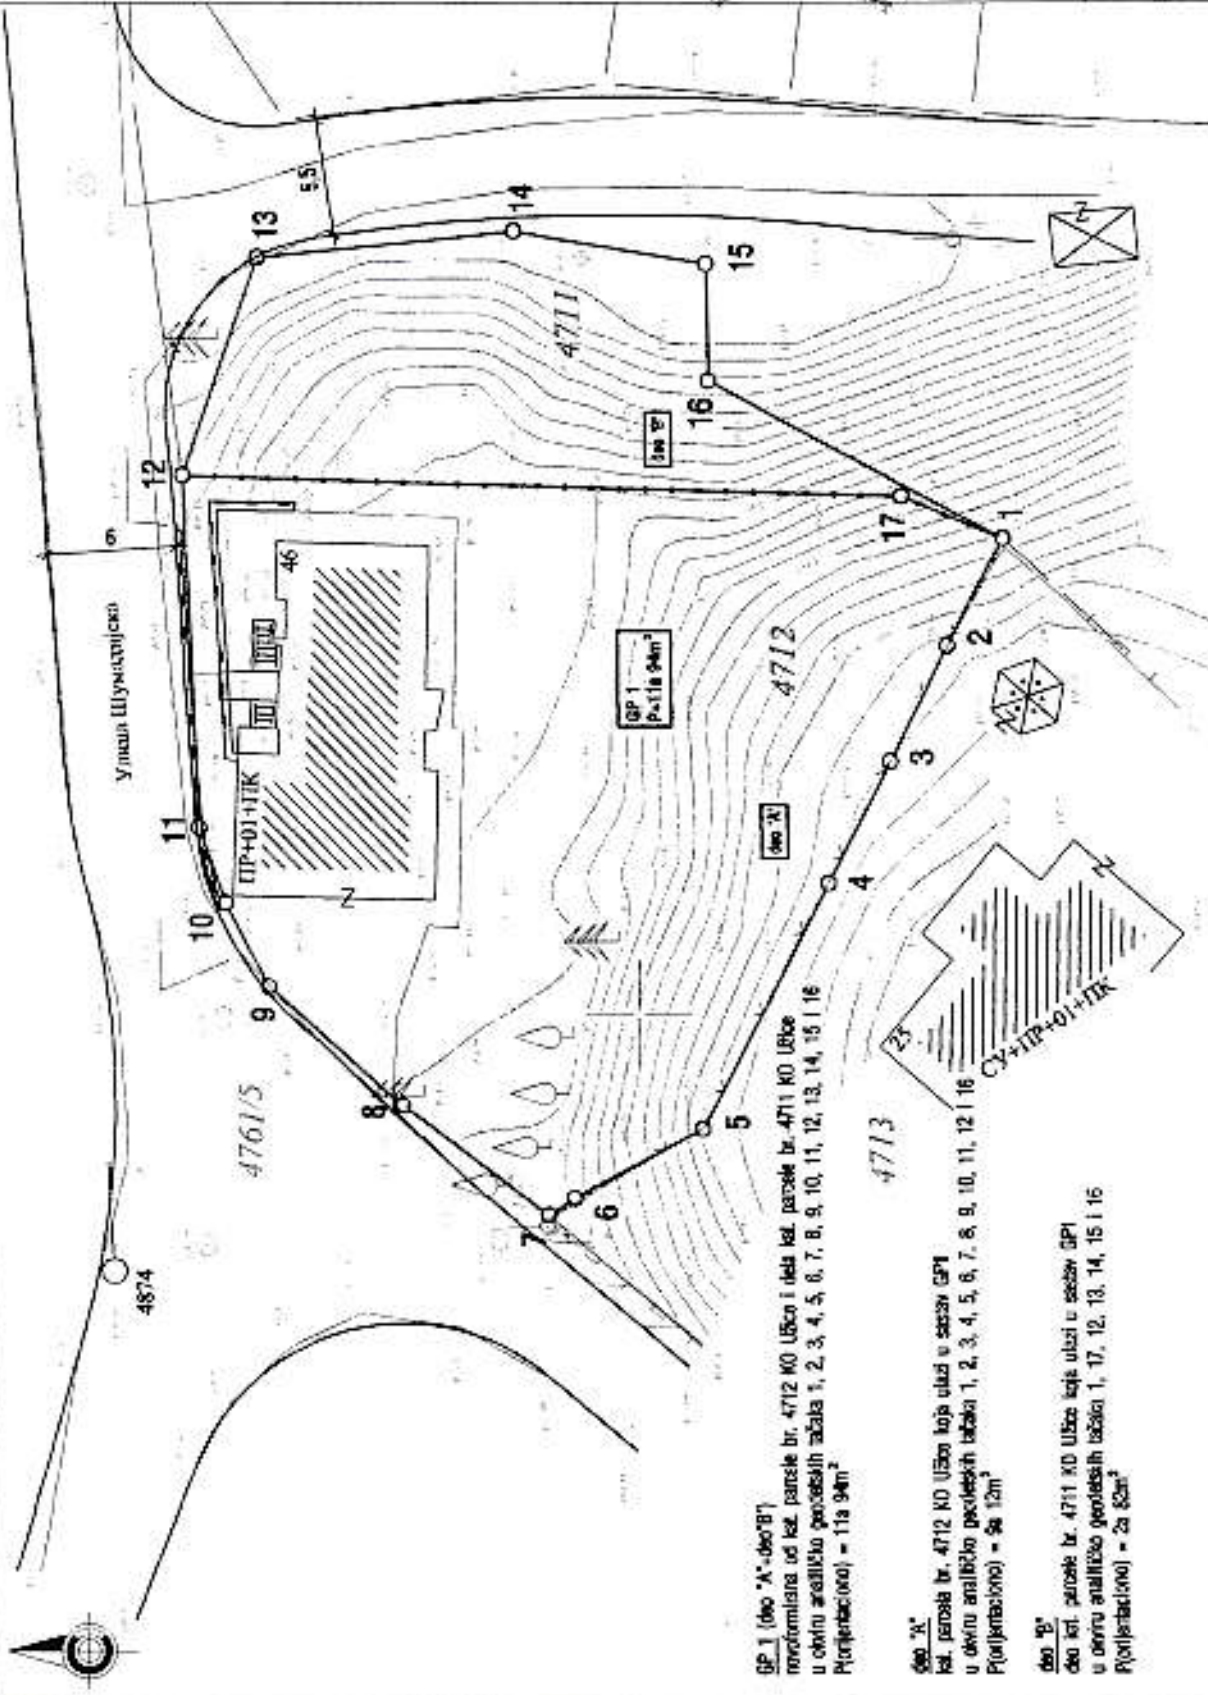 Улица Шумадијска
6
5,5
4874
4761/5
8
9
10
11
12
13
14
15
16
17
1
2
3
4
5
6
7
ПР+01+ПК
46
4711
deo "B"
GP 1
P=11a 94m²
4712
deo "A"
4713
23
СУ+ПР+01+ПК
GP 1 (deo "A"+deo"B")
novoformirana od kat. parcele br. 4712 KO Užice i dela kat. parcele br. 4711 KO Užice
u okviru analitičko geodetskih tačaka 1, 2, 3, 4, 5, 6, 7, 8, 9, 10, 11, 12, 13, 14, 15 i 16
P(orijentaciono) = 11a 94m²
deo "A"
kat. parcela br. 4712 KO Užice koja ulazi u sastav GP1
u okviru analitičko geodetskih tačaka 1, 2, 3, 4, 5, 6, 7, 8, 9, 10, 11, 12 i 16
P(orijentaciono) = 9a 12m²
deo "B"
deo kat. parcele br. 4711 KO Užice koja ulazi u sastav GP1
u okviru analitičko geodetskih tačaka 1, 17, 12, 13, 14, 15 i 16
P(orijentaciono) = 2a 82m²